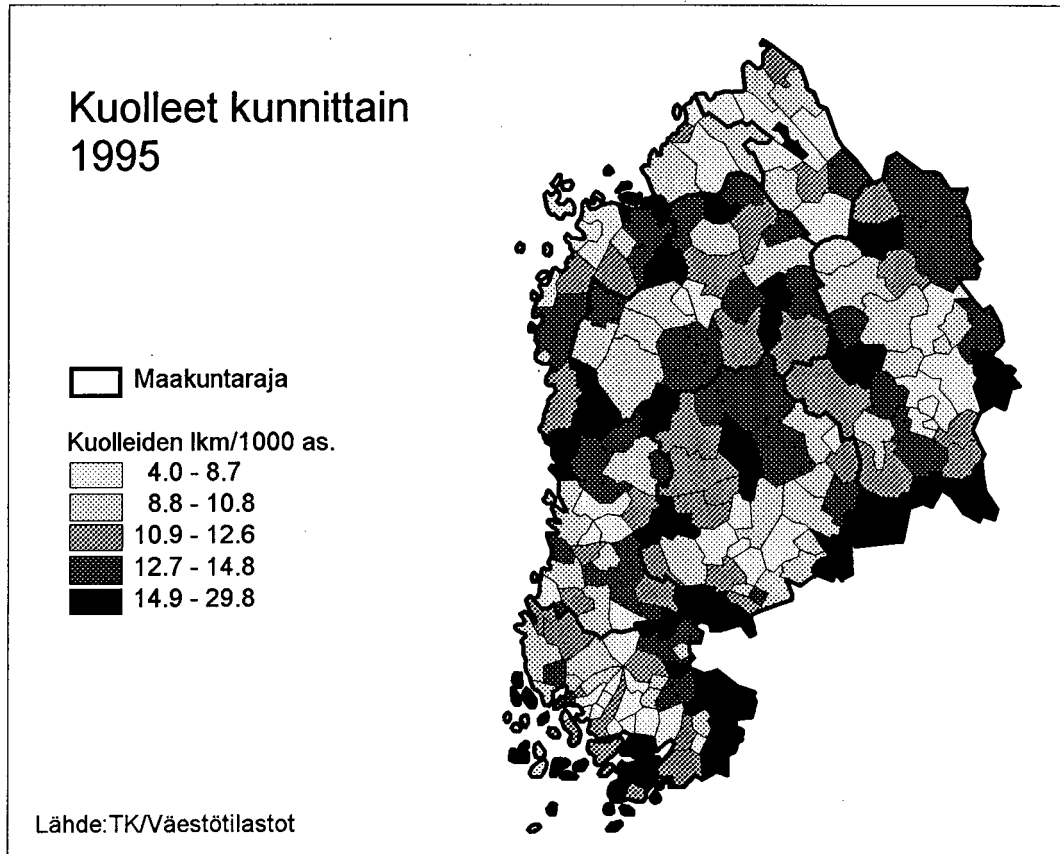 Kuolleet kunnittain
1995
Maakuntaraja
Kuolleiden lkm/1000 as.
4.0 - 8.7
8.8 - 10.8
10.9 - 12.6
12.7 - 14.8
14.9 - 29.8
Lähde:TK/Väestötilastot